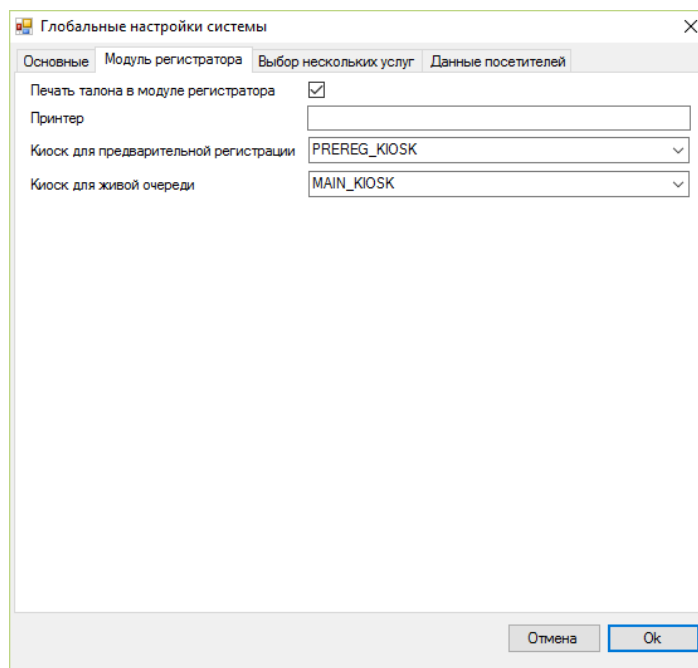 Глобальные настройки системы
Основные Модуль регистратора Выбор нескольких услуг Данные посетителей
Печать талона в модуле регистратора
Принтер
Киоск для предварительной регистрации PREREG_KIOSK
Киоск для живой очереди MAIN_KIOSK
Отмена Ok